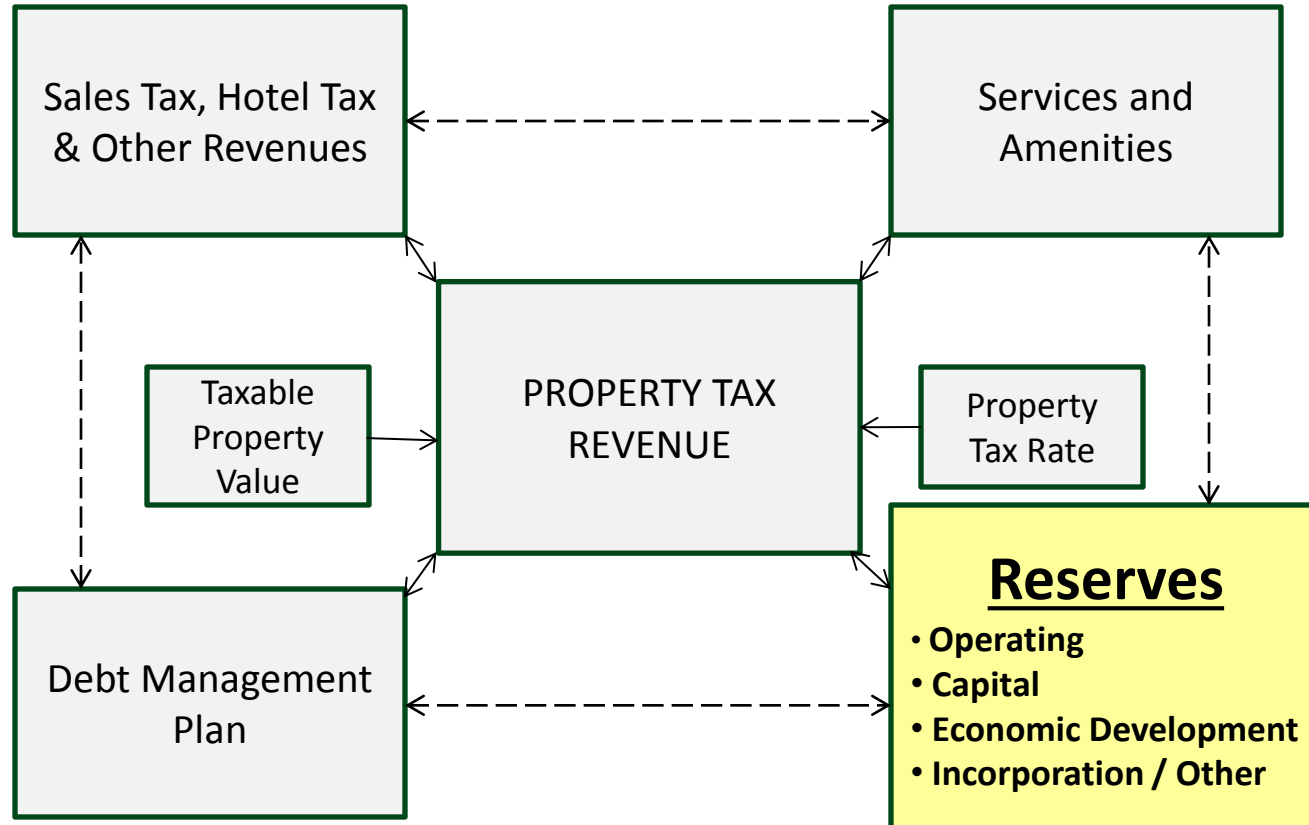 Sales Tax, Hotel Tax
& Other Revenues
Services and
Amenities
Taxable
Property
Value
PROPERTY TAX
REVENUE
Property
Tax Rate
Debt Management
Plan
Reserves
• Operating
• Capital
• Economic Development
• Incorporation / Other